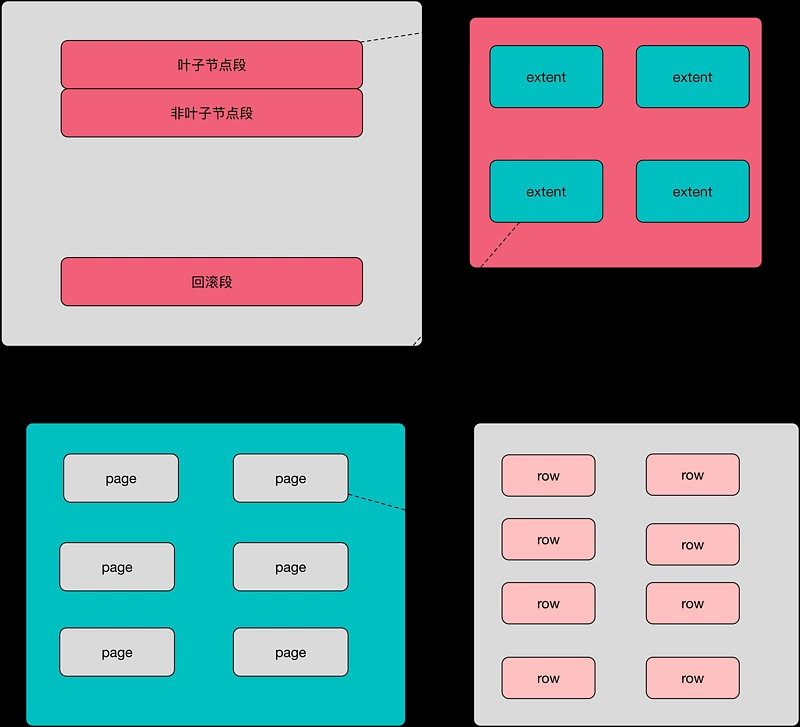 叶子节点段
非叶子节点段
回滚段
extent
extent
extent
extent
page
page
page
page
page
page
row
row
row
row
row
row
row
row